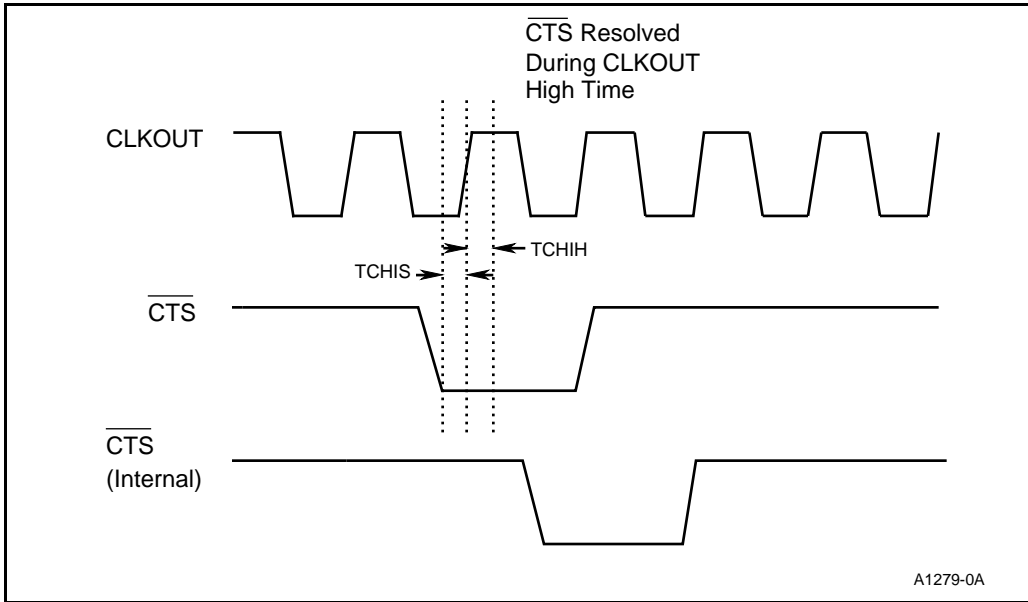 CTS Resolved
During CLKOUT
High Time
CLKOUT
TCHIH
TCHIS
CTS
CTS
(Internal)
A1279-0A